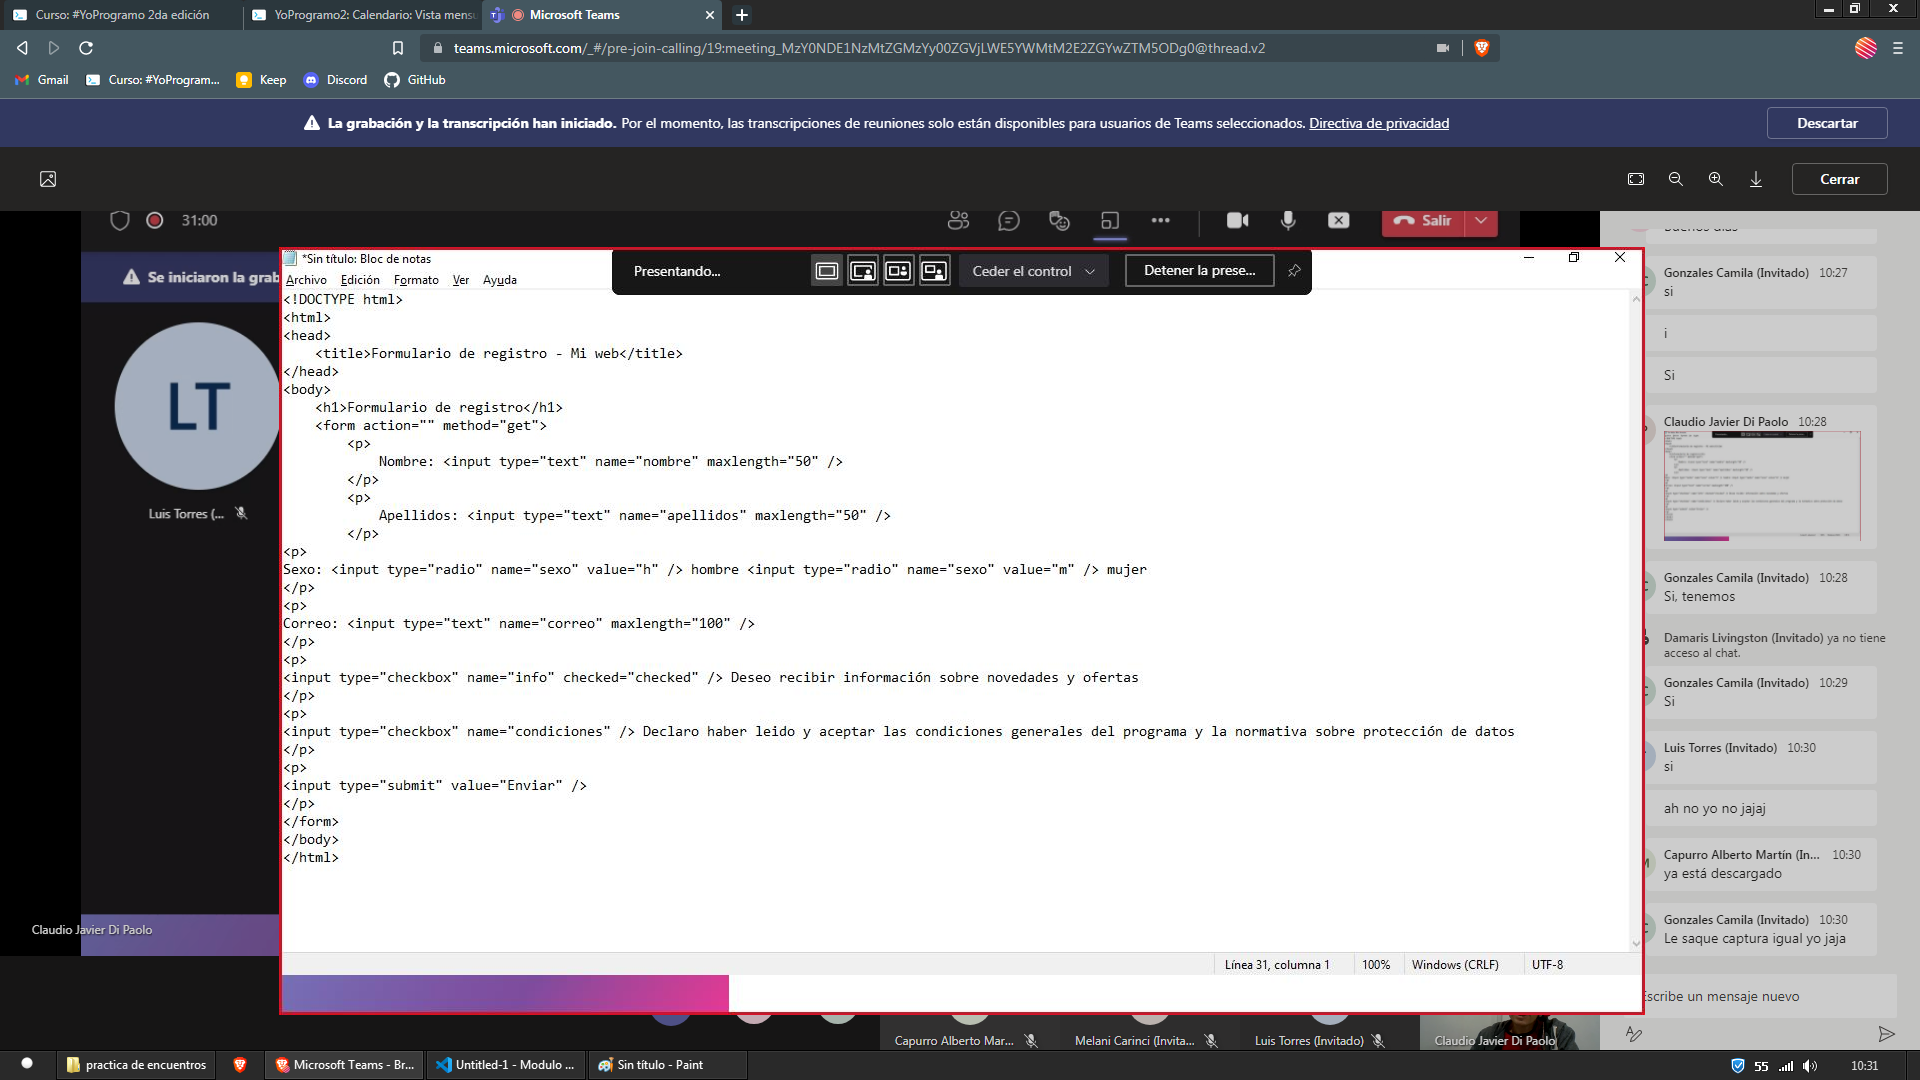 Curso: #YoProgramo 2da edición
YoPrograma2: Calendario: Vista mensu
Microsoft Teams
teams.microsoft.com/_#/pre-join-calling/19:meeting_MzY0NDE1NzMtZGMzYy00ZGVjLWE5YWMtM2E2ZGYwZTM5ODg0@thread.v2
Gmail
Curso: #YoProgram...
Keep
Discord
GitHub
La grabación y la transcripción han iniciado. Por el momento, las transcripciones de reuniones solo están disponibles para usuarios de Teams seleccionados. Directiva de privacidad
Descartar
Cerrar
31:00
Salir
Se iniciaron la grab
*Sin título: Bloc de notas
Presentando...
Ceder el control
Detener la prese...
Archivo Edición Formato Ver Ayuda
<!DOCTYPE html>
<html>
<head>
<title>Formulario de registro - Mi web</title>
</head>
<body>
<h1>Formulario de registro</h1>
<form action="" method="get">
<p>
Nombre: <input type="text" name="nombre" maxlength="50" />
</p>
<p>
Apellidos: <input type="text" name="apellidos" maxlength="50" />
</p>
<p>
Sexo: <input type="radio" name="sexo" value="h" /> hombre <input type="radio" name="sexo" value="m" /> mujer
</p>
<p>
Correo: <input type="text" name="correo" maxlength="100" />
</p>
<p>
<input type="checkbox" name="info" checked="checked" /> Deseo recibir información sobre novedades y ofertas
</p>
<p>
<input type="checkbox" name="condiciones" /> Declaro haber leido y aceptar las condiciones generales del programa y la normativa sobre protección de datos
</p>
<p>
<input type="submit" value="Enviar" />
</p>
</form>
</body>
</html>
Línea 31, columna 1
100%
Windows (CRLF)
UTF-8
LT
Luis Torres (...
Claudio Javier Di Paolo
Gonzales Camila (Invitado) 10:27
si
i
Si
Claudio Javier Di Paolo 10:28
Gonzales Camila (Invitado) 10:28
Si, tenemos
Damaris Livingston (Invitado) ya no tiene
acceso al chat.
Gonzales Camila (Invitado) 10:29
Si
Luis Torres (Invitado) 10:30
si
ah no yo no jajaj
Capurro Alberto Martín (In... 10:30
ya está descargado
Gonzales Camila (Invitado) 10:30
Le saque captura igual yo jaja
scribe un mensaje nuevo
Capurro Alberto Mar...
Melani Carinci (Invita...
Luis Torres (Invitado)
Claudio Javier Di Paolo
practica de encuentros
Microsoft Teams - Br...
Untitled-1 - Modulo ...
Sin título - Paint
55
10:31